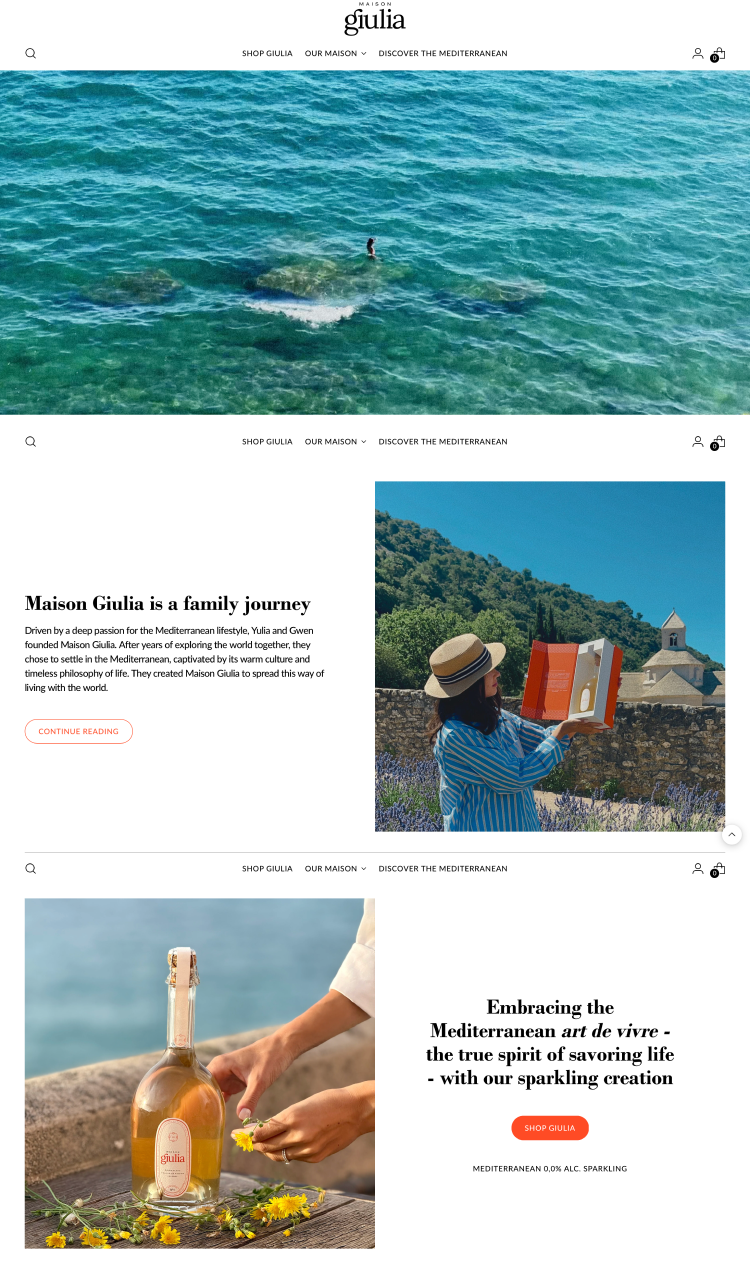 MAISON
giulia
SHOP GIULIA OUR MAISON DISCOVER THE MEDITERRANEAN
0
SHOP GIULIA OUR MAISON DISCOVER THE MEDITERRANEAN
0
Maison Giulia is a family journey
Driven by a deep passion for the Mediterranean lifestyle, Yulia and Gwen
founded Maison Giulia. After years of exploring the world together, they
chose to settle in the Mediterranean, captivated by its warm culture and
timeless philosophy of life. They created Maison Giulia to spread this way of
living with the world.
CONTINUE READING
SHOP GIULIA OUR MAISON DISCOVER THE MEDITERRANEAN
0
giulia
Embracing the
Mediterranean art de vivre -
the true spirit of savoring life
- with our sparkling creation
SHOP GIULIA
MEDITERRANEAN 0,0% ALC. SPARKLING